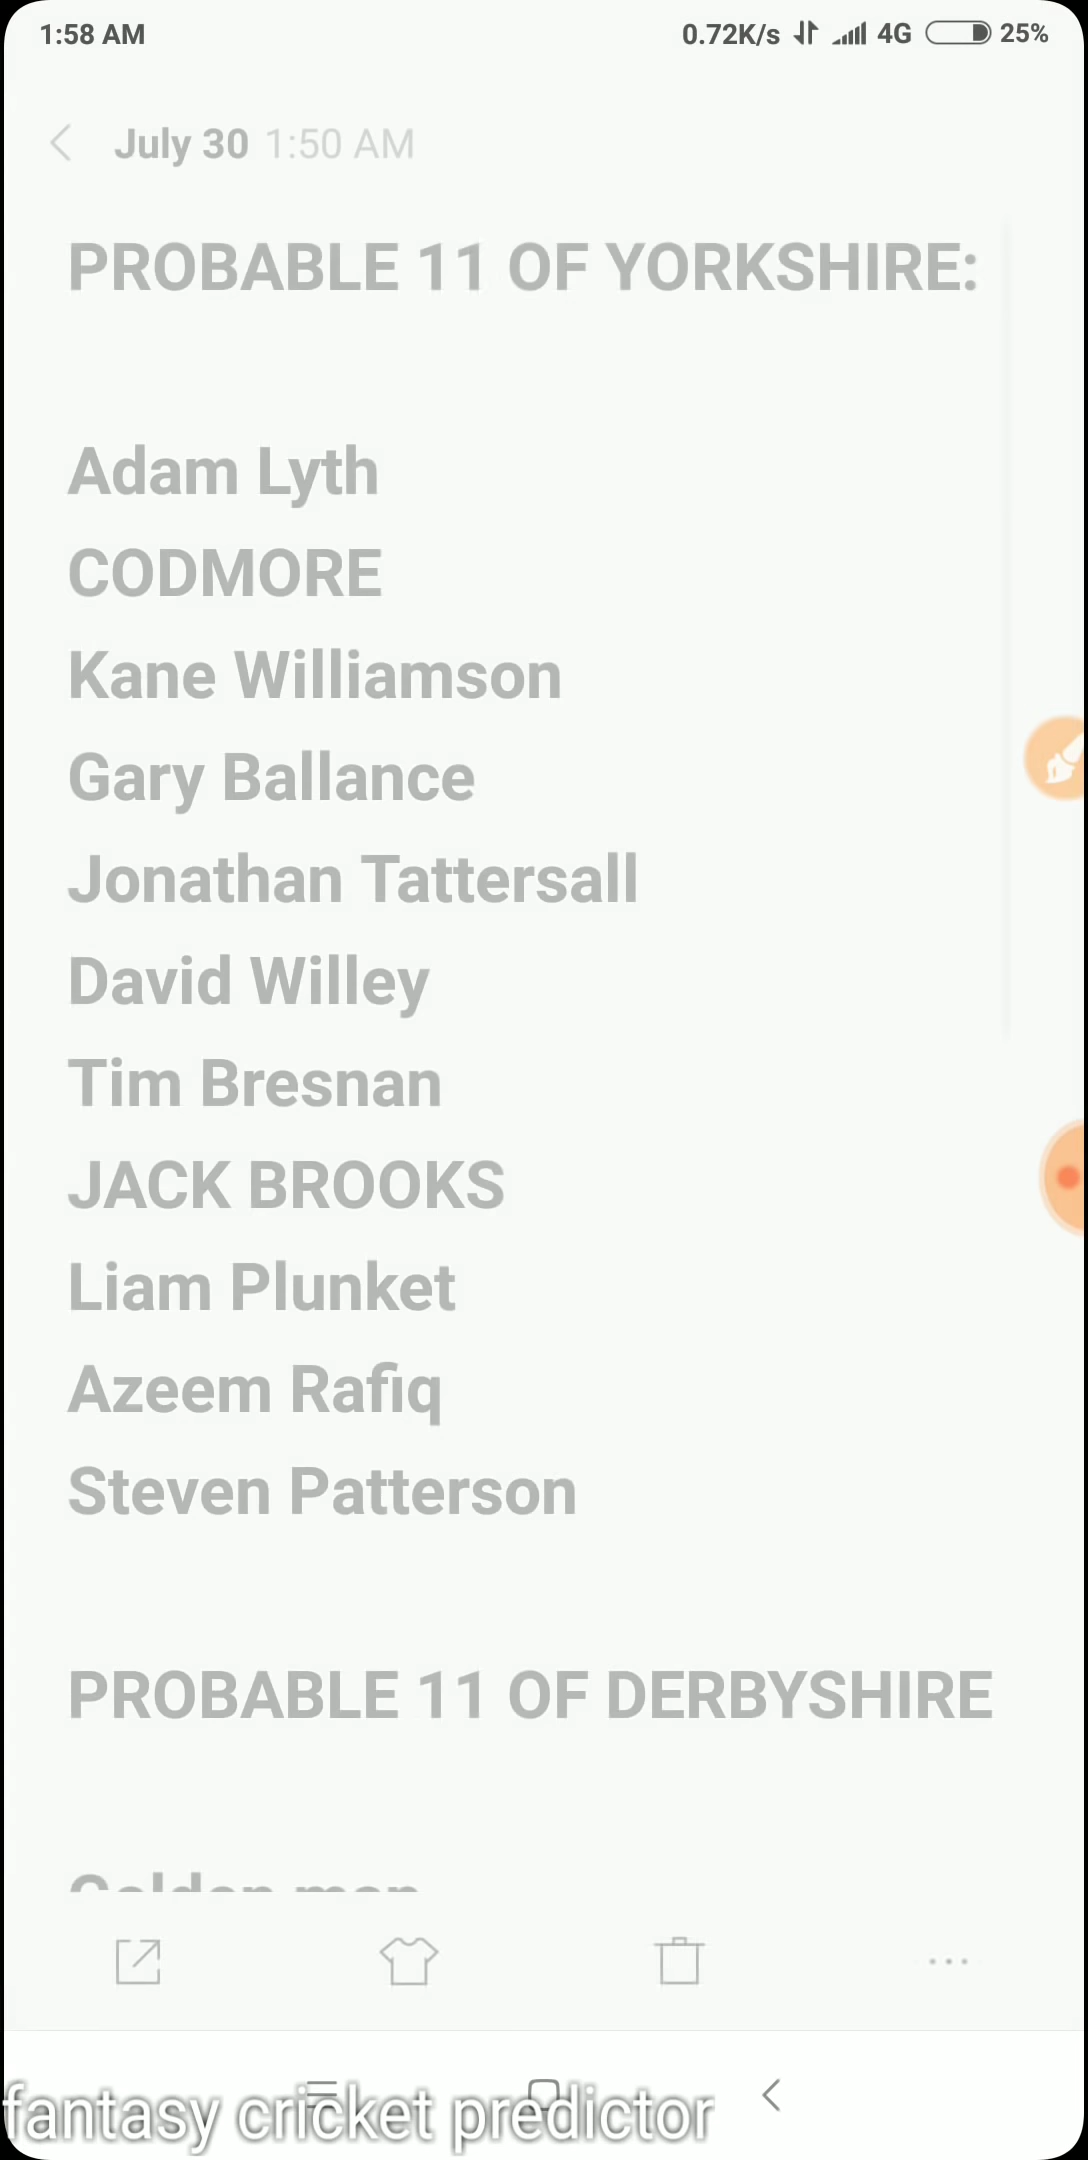 1:58 AM 0.72K/s 4G 25%
July 30 1:50 AM
PROBABLE 11 OF YORKSHIRE:
Adam Lyth
CODMORE
Kane Williamson
Gary Ballance
Jonathan Tattersall
David Willey
Tim Bresnan
JACK BROOKS
Liam Plunket
Azeem Rafiq
Steven Patterson
PROBABLE 11 OF DERBYSHIRE
fantasy cricket predictor